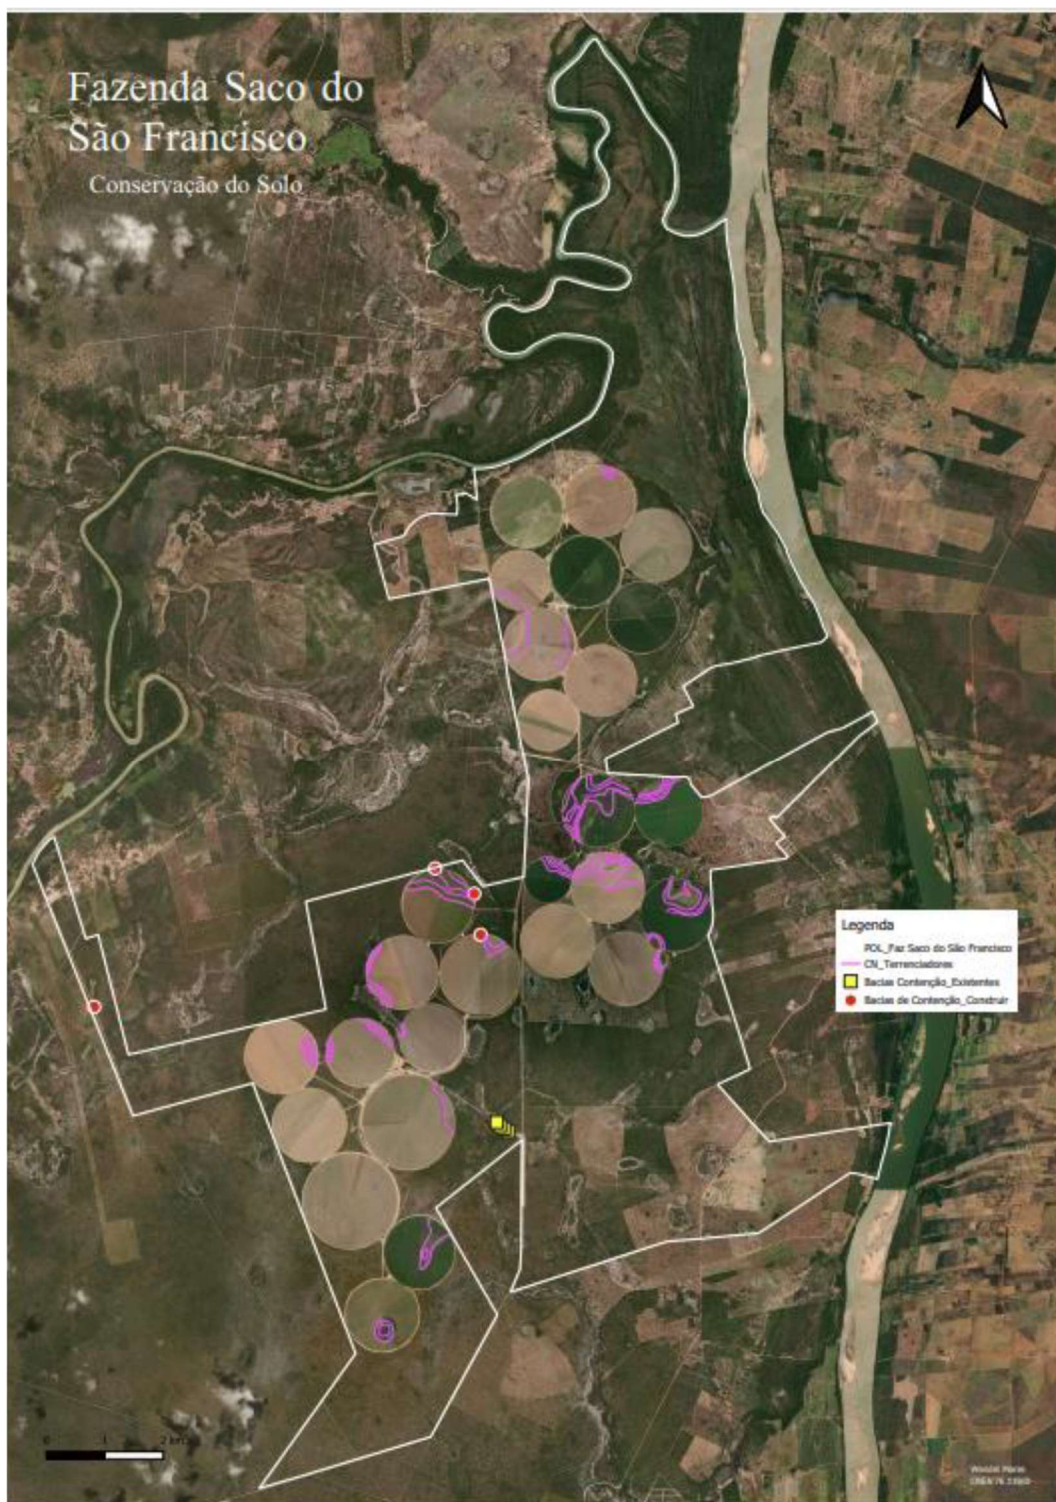 Fazenda Saco do
São Francisco
Conservação do Solo
Legenda
POL_Faz Saco do São Francisco
CN_Terrenciadores
Bacias Contenção_Existentes
Bacias de Contenção_Construir
0 1 2 km